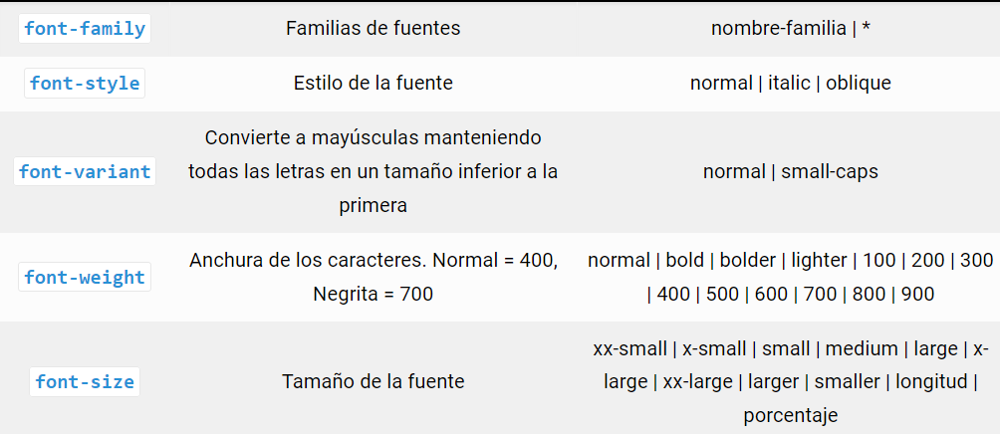 font-family Familias de fuentes nombre-familia | *
font-style Estilo de la fuente normal | italic | oblique
font-variant
Convierte a mayúsculas manteniendo
todas las letras en un tamaño inferior a la
primera
normal | small-caps
font-weight
Anchura de los caracteres. Normal = 400,
Negrita = 700
normal | bold | bolder | lighter | 100 | 200 | 300
| 400 | 500 | 600 | 700 | 800 | 900
font-size
Tamaño de la fuente
xx-small | x-small | small | medium | large | x-
large | xx-large | larger | smaller | longitud |
porcentaje